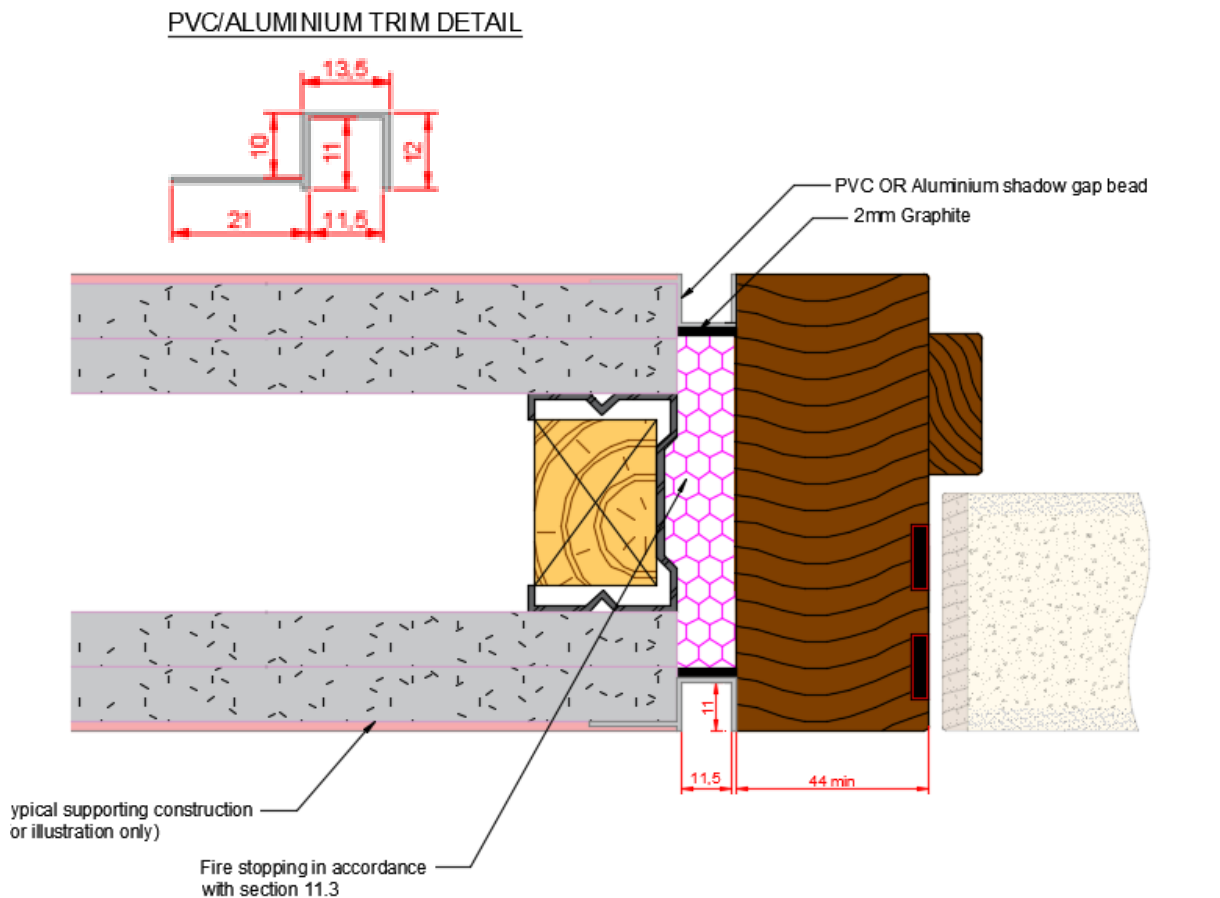 PVC/ALUMINIUM TRIM DETAIL
13,5
10
11
12
21
11,5
PVC OR Aluminium shadow gap bead
2mm Graphite
11
11,5
44 min
ypical supporting construction
or illustration only)
Fire stopping in accordance
with section 11.3